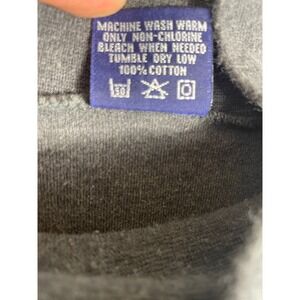 MACHINE WASH WARM
ONLY NON-CHLORINE
BLEACH WHEN NEEDED
TUMBLE DRY LOW
100% COTTON